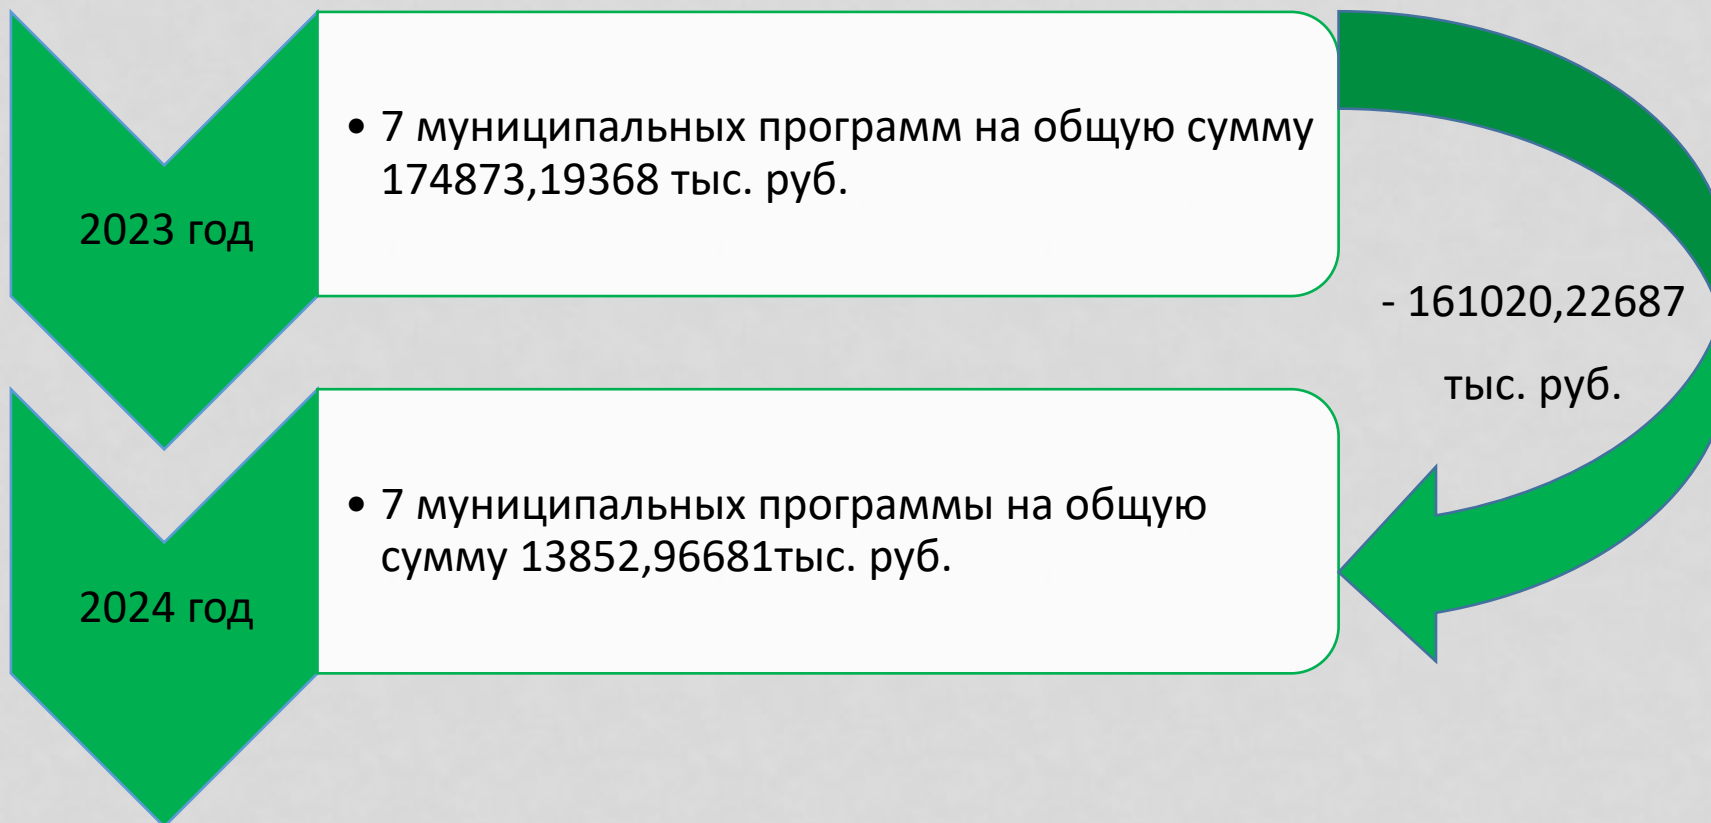 2023 год
• 7 муниципальных программ на общую сумму
174873,19368 тыс. руб.
- 161020,22687
тыс. руб.
2024 год
• 7 муниципальных программы на общую
сумму 13852,96681тыс. руб.